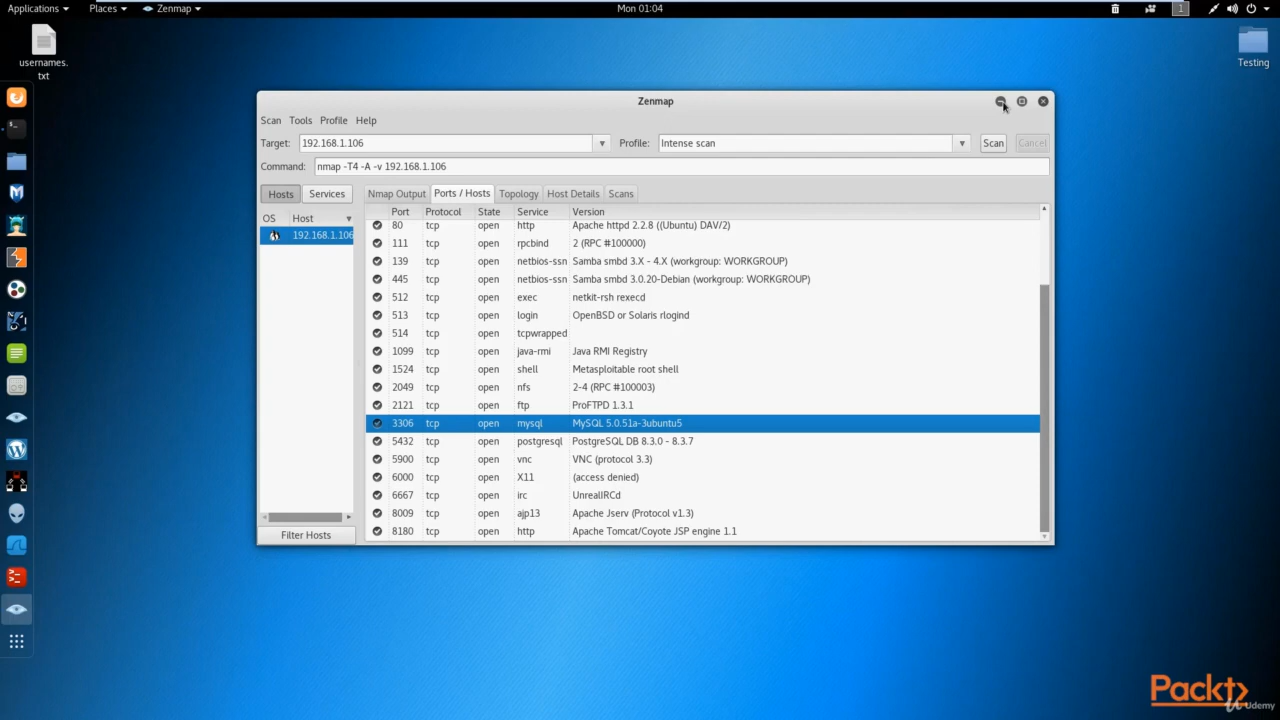 Applications Places Zenmap Mon 01:04 1
usernames.
txt
Testing
Zenmap
Scan Tools Profile Help
Target: 192.168.1.106 Profile: Intense scan Scan Cancel
Command: nmap -T4 -A -v 192.168.1.106
Hosts Services Nmap Output Ports / Hosts Topology Host Details Scans
OS Host Port Protocol State Service Version
192.168.1.106
80 tcp open http Apache httpd 2.2.8 ((Ubuntu) DAV/2)
111 tcp open rpcbind 2 (RPC #100000)
139 tcp open netbios-ssn Samba smbd 3.X - 4.X (workgroup: WORKGROUP)
445 tcp open netbios-ssn Samba smbd 3.0.20-Debian (workgroup: WORKGROUP)
512 tcp open exec netkit-rsh rexecd
513 tcp open login OpenBSD or Solaris rlogind
514 tcp open tcpwrapped
1099 tcp open java-rmi Java RMI Registry
1524 tcp open shell Metasploitable root shell
2049 tcp open nfs 2-4 (RPC #100003)
2121 tcp open ftp ProFTPD 1.3.1
3306 tcp open mysql MySQL 5.0.51a-3ubuntu5
5432 tcp open postgresql PostgreSQL DB 8.3.0 - 8.3.7
5900 tcp open vnc VNC (protocol 3.3)
6000 tcp open X11 (access denied)
6667 tcp open irc UnrealIRCd
8009 tcp open ajp13 Apache Jserv (Protocol v1.3)
8180 tcp open http Apache Tomcat/Coyote JSP engine 1.1
Filter Hosts
Packt
Udemy